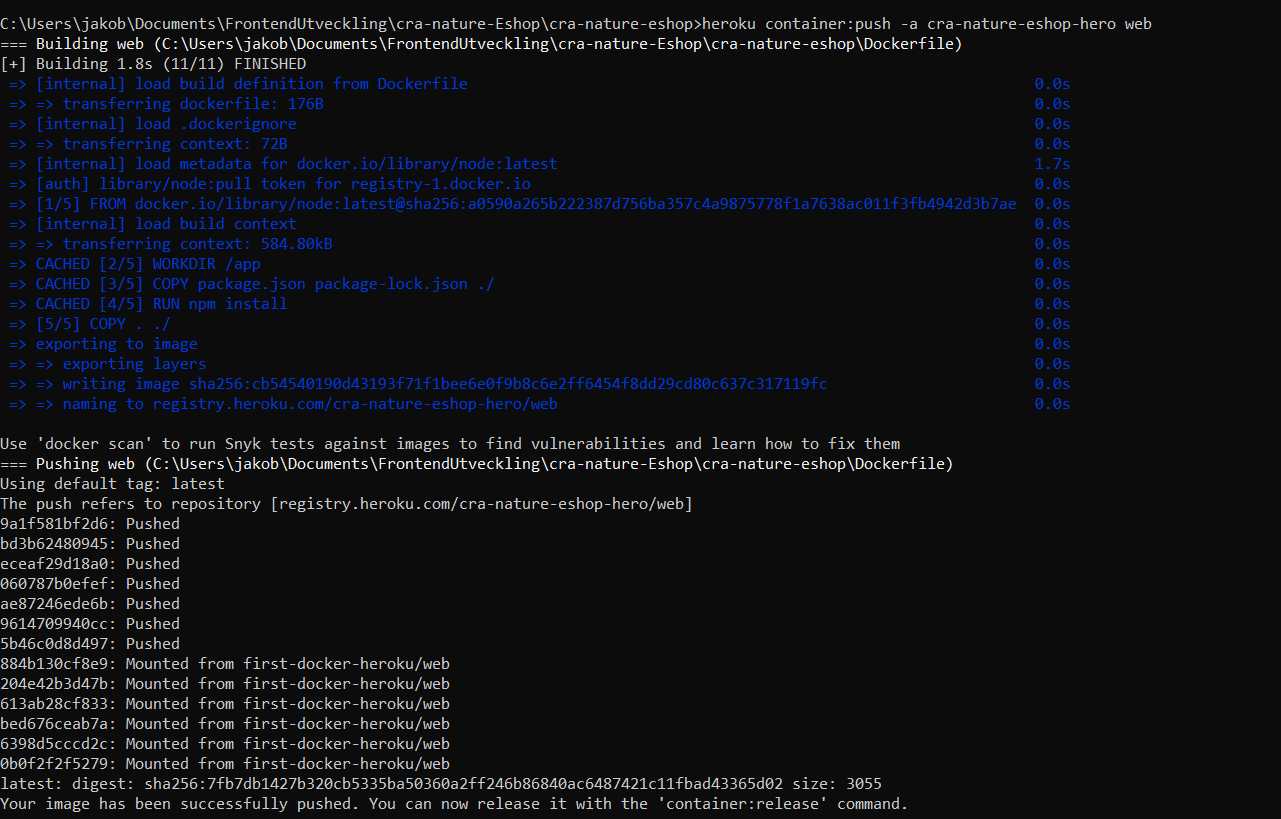 C:\Users\jakob\Documents\FrontendUtveckling\cra-nature-Eshop\cra-nature-eshop>heroku container:push -a cra-nature-eshop-hero web
=== Building web (C:\Users\jakob\Documents\FrontendUtveckling\cra-nature-Eshop\cra-nature-eshop\Dockerfile)
[+] Building 1.8s (11/11) FINISHED
=> [internal] load build definition from Dockerfile 0.0s
=> => transferring dockerfile: 176B 0.0s
=> [internal] load .dockerignore 0.0s
=> => transferring context: 72B 0.0s
=> [internal] load metadata for docker.io/library/node:latest 1.7s
=> [auth] library/node:pull token for registry-1.docker.io 0.0s
=> [1/5] FROM docker.io/library/node:latest@sha256:a0590a265b222387d756ba357c4a9875778f1a7638ac011f3fb4942d3b7ae 0.0s
=> [internal] load build context 0.0s
=> => transferring context: 584.80kB 0.0s
=> CACHED [2/5] WORKDIR /app 0.0s
=> CACHED [3/5] COPY package.json package-lock.json ./ 0.0s
=> CACHED [4/5] RUN npm install 0.0s
=> [5/5] COPY . ./ 0.0s
=> exporting to image 0.0s
=> => exporting layers 0.0s
=> => writing image sha256:cb54540190d43193f71f1bee6e0f9b8c6e2ff6454f8dd29cd80c637c317119fc 0.0s
=> => naming to registry.heroku.com/cra-nature-eshop-hero/web 0.0s
Use 'docker scan' to run Snyk tests against images to find vulnerabilities and learn how to fix them
=== Pushing web (C:\Users\jakob\Documents\FrontendUtveckling\cra-nature-Eshop\cra-nature-eshop\Dockerfile)
Using default tag: latest
The push refers to repository [registry.heroku.com/cra-nature-eshop-hero/web]
9a1f581bf2d6: Pushed
bd3b62480945: Pushed
eceaf29d18a0: Pushed
060787b0efef: Pushed
ae87246ede6b: Pushed
9614709940cc: Pushed
5b46c0d8d497: Pushed
884b130cf8e9: Mounted from first-docker-heroku/web
204e42b3d47b: Mounted from first-docker-heroku/web
613ab28cf833: Mounted from first-docker-heroku/web
bed676ceab7a: Mounted from first-docker-heroku/web
6398d5cccd2c: Mounted from first-docker-heroku/web
0b0f2f2f5279: Mounted from first-docker-heroku/web
latest: digest: sha256:7fb7db1427b320cb5335ba50360a2ff246b86840ac6487421c11fbad43365d02 size: 3055
Your image has been successfully pushed. You can now release it with the 'container:release' command.